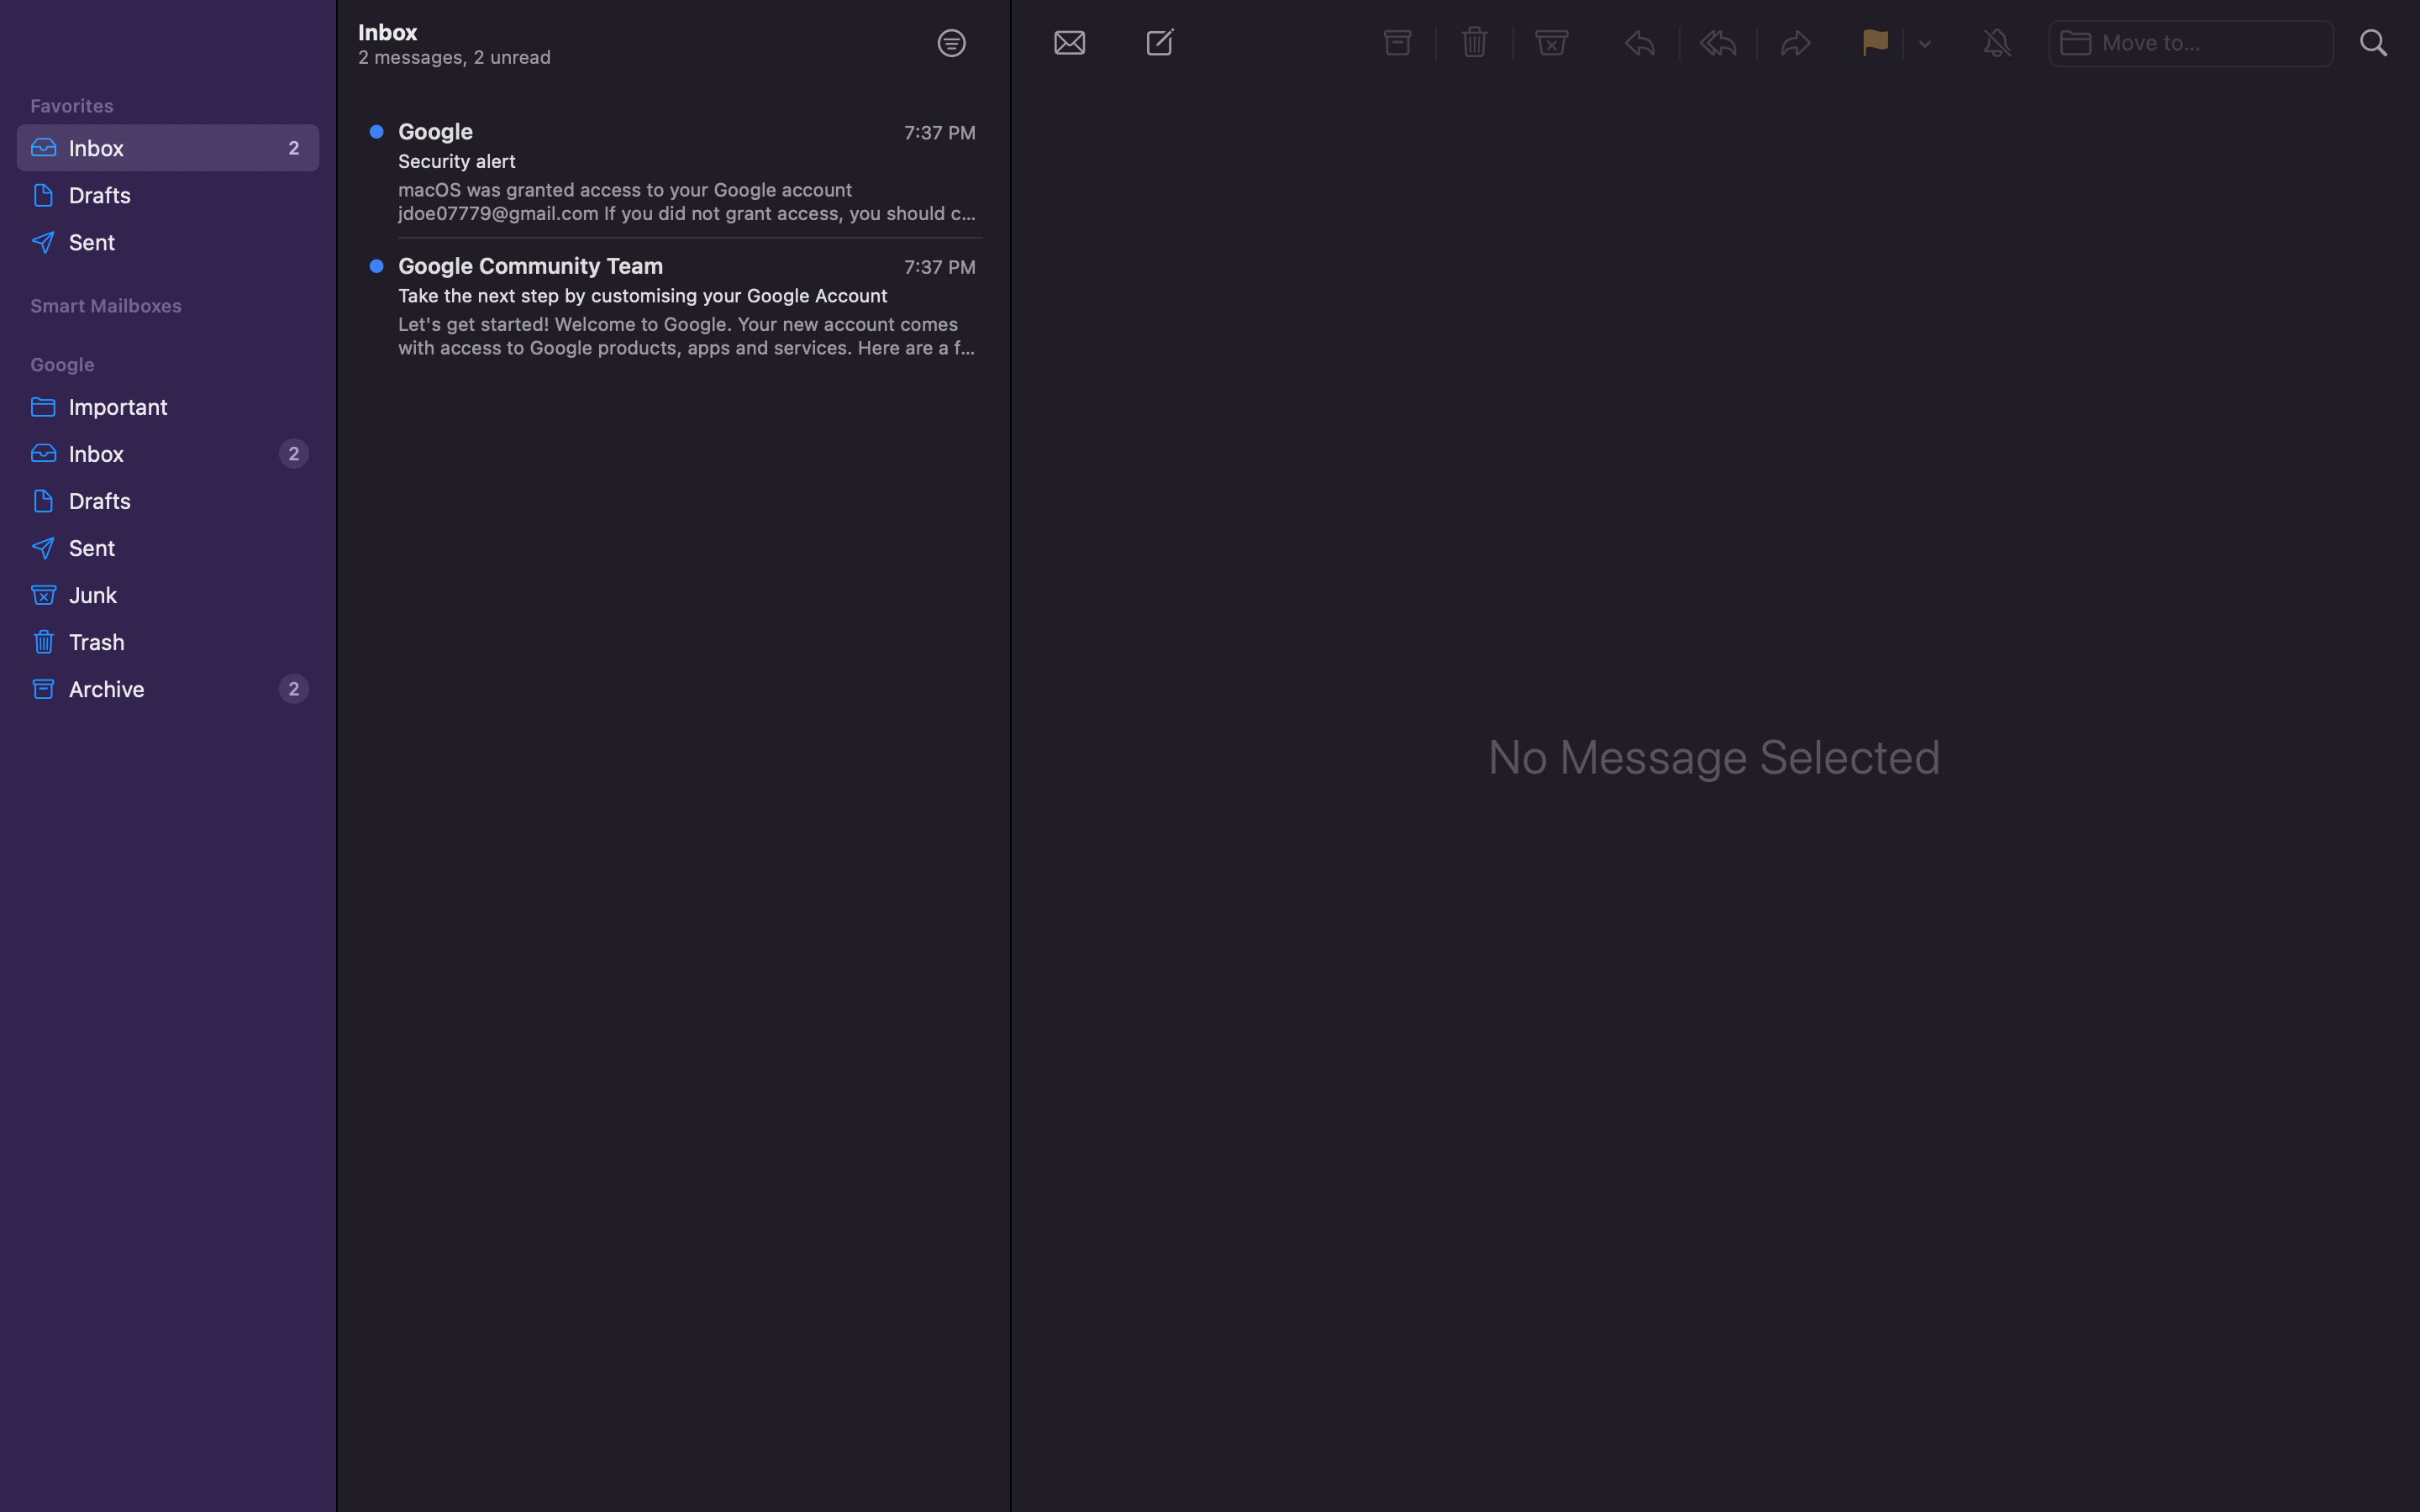 Favorites
Inbox 2
Drafts
Sent
Smart Mailboxes
Google
Important
Inbox 2
Drafts
Sent
Junk
Trash
Archive 2
Inbox
2 messages, 2 unread
Google 7:37 PM
Security alert
macOS was granted access to your Google account
jdoe07779@gmail.com If you did not grant access, you should c...
Google Community Team 7:37 PM
Take the next step by customising your Google Account
Let's get started! Welcome to Google. Your new account comes
with access to Google products, apps and services. Here are a f...
Move to...
No Message Selected